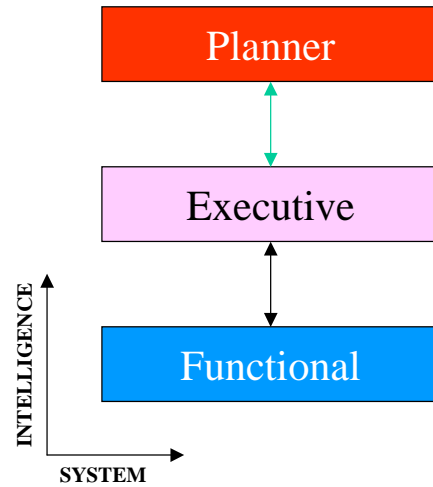 Planner
Executive
Functional
INTELLIGENCE
SYSTEM